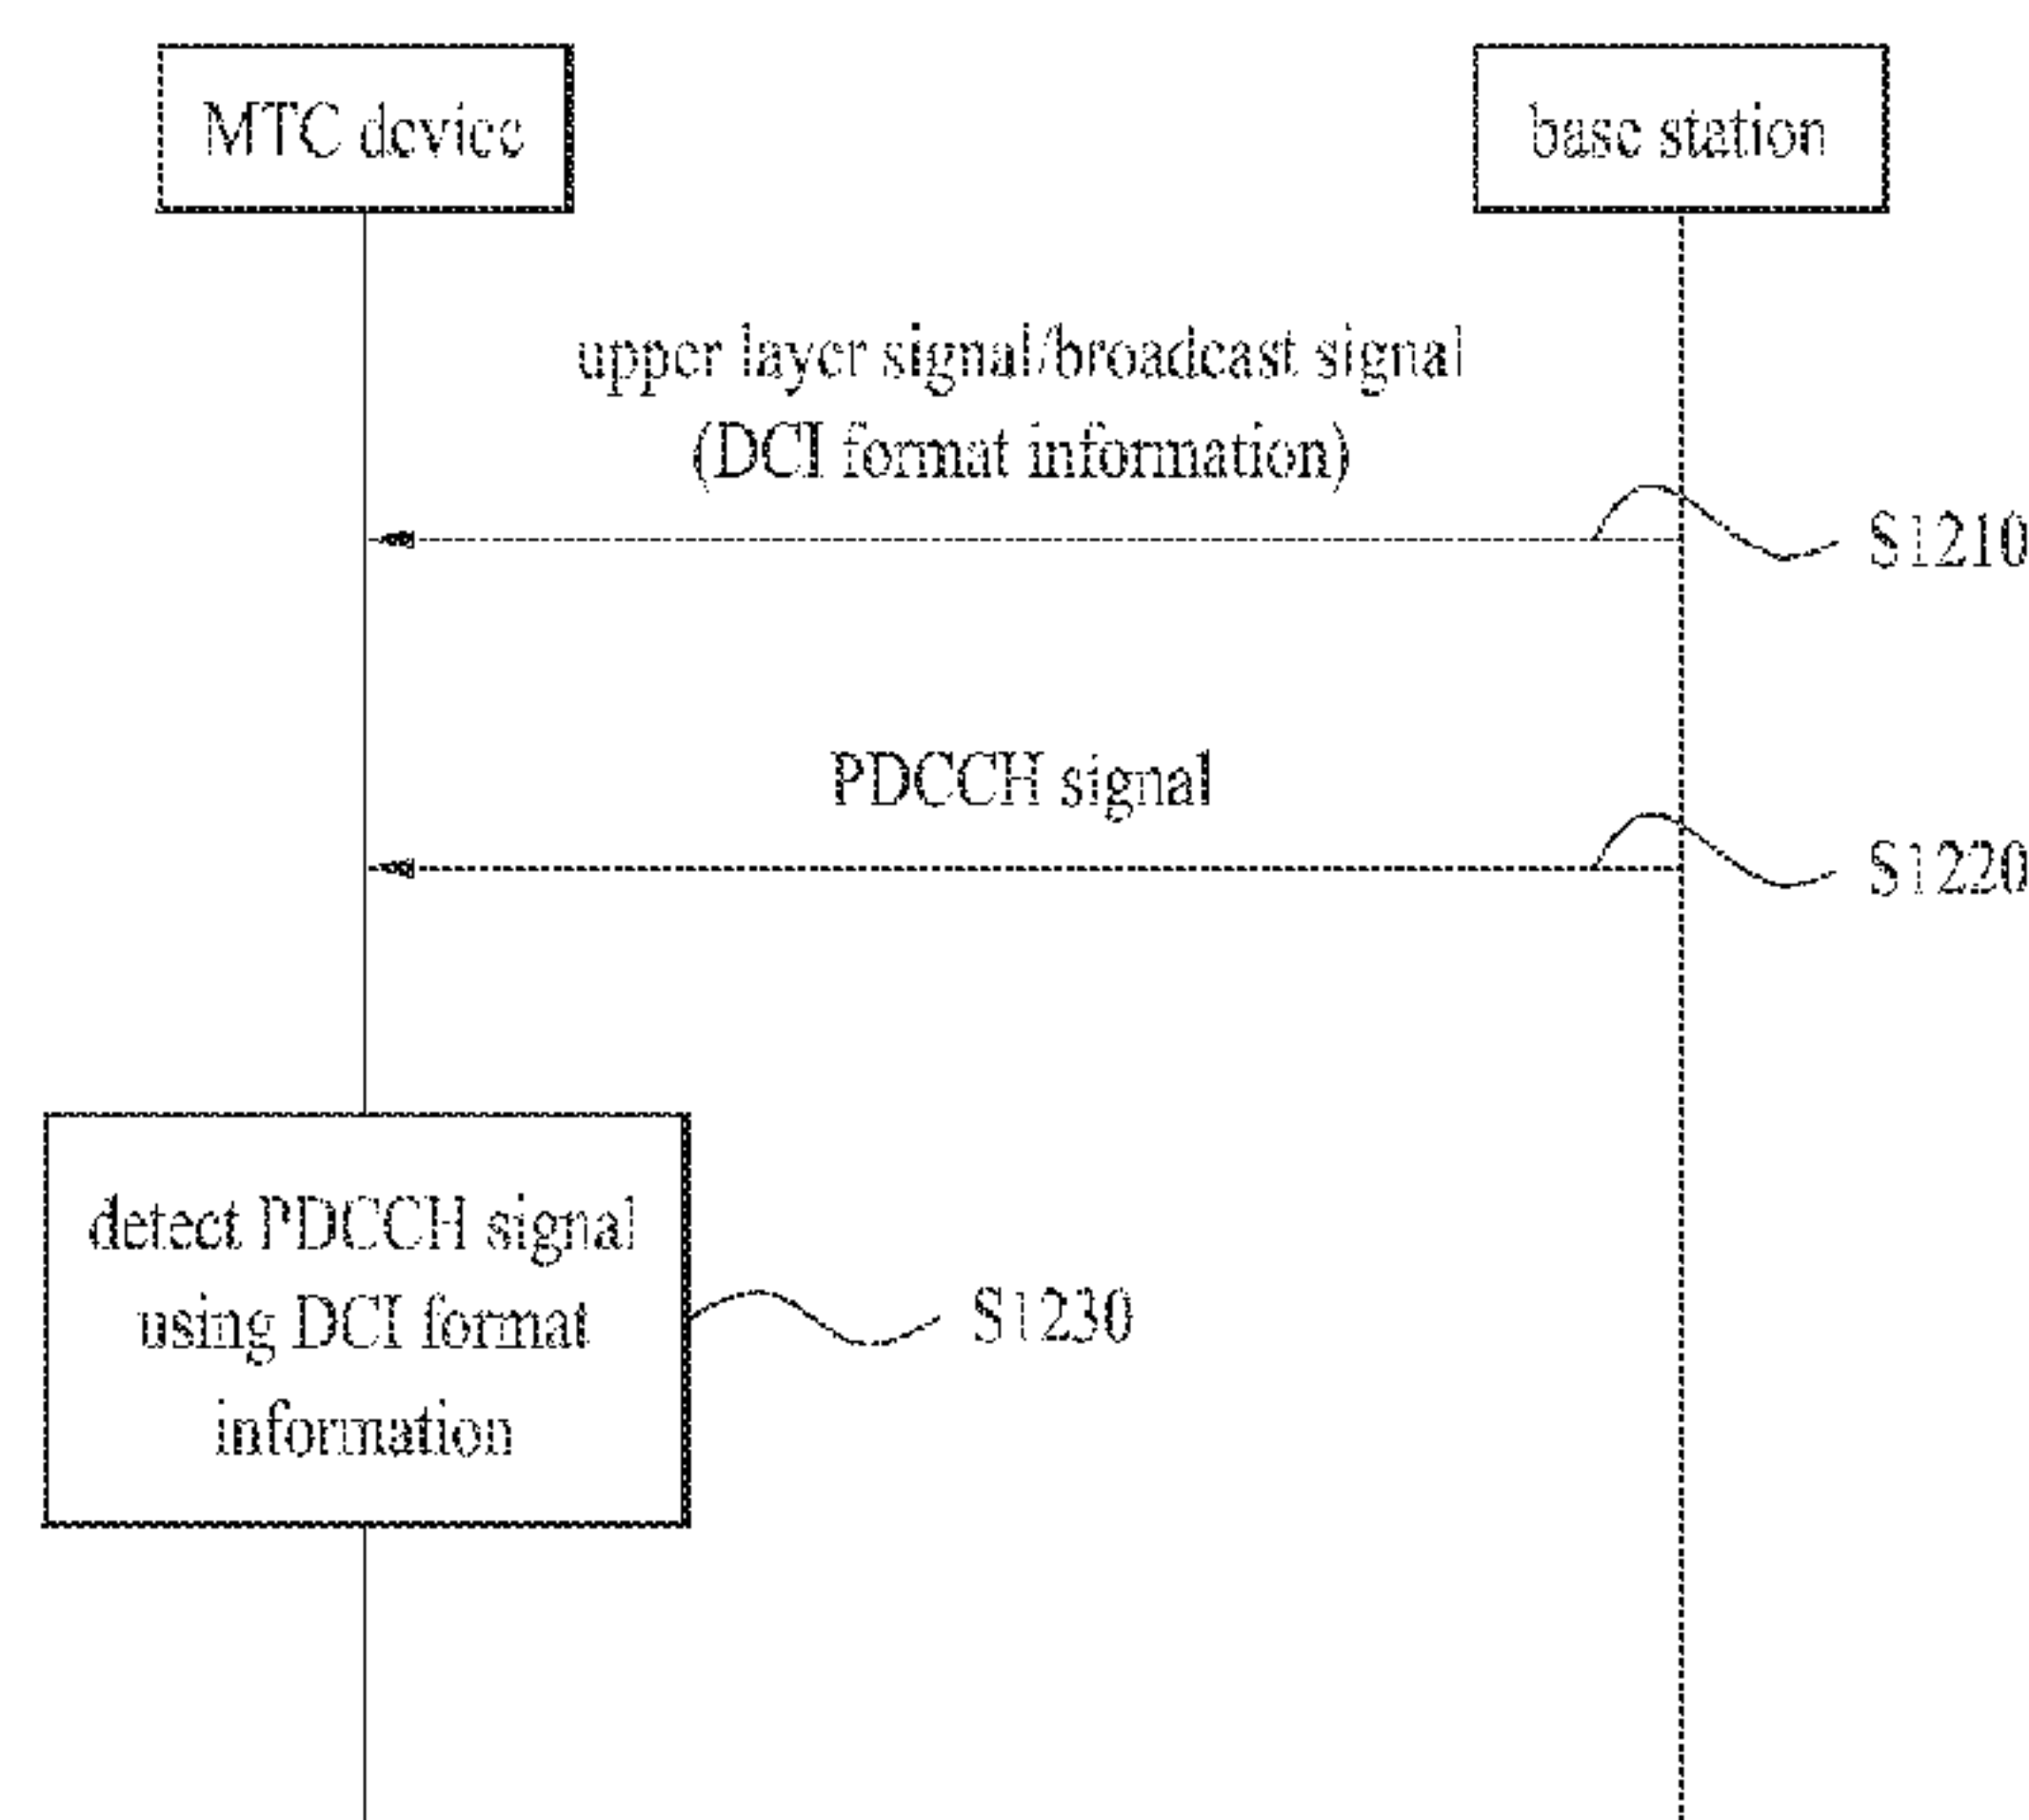 MTC device
base station
upper layer signal/broadcast signal
(DCI format information)
S1210
PDCCH signal
S1220
detect PDCCH signal
using DCI format
information
S1230